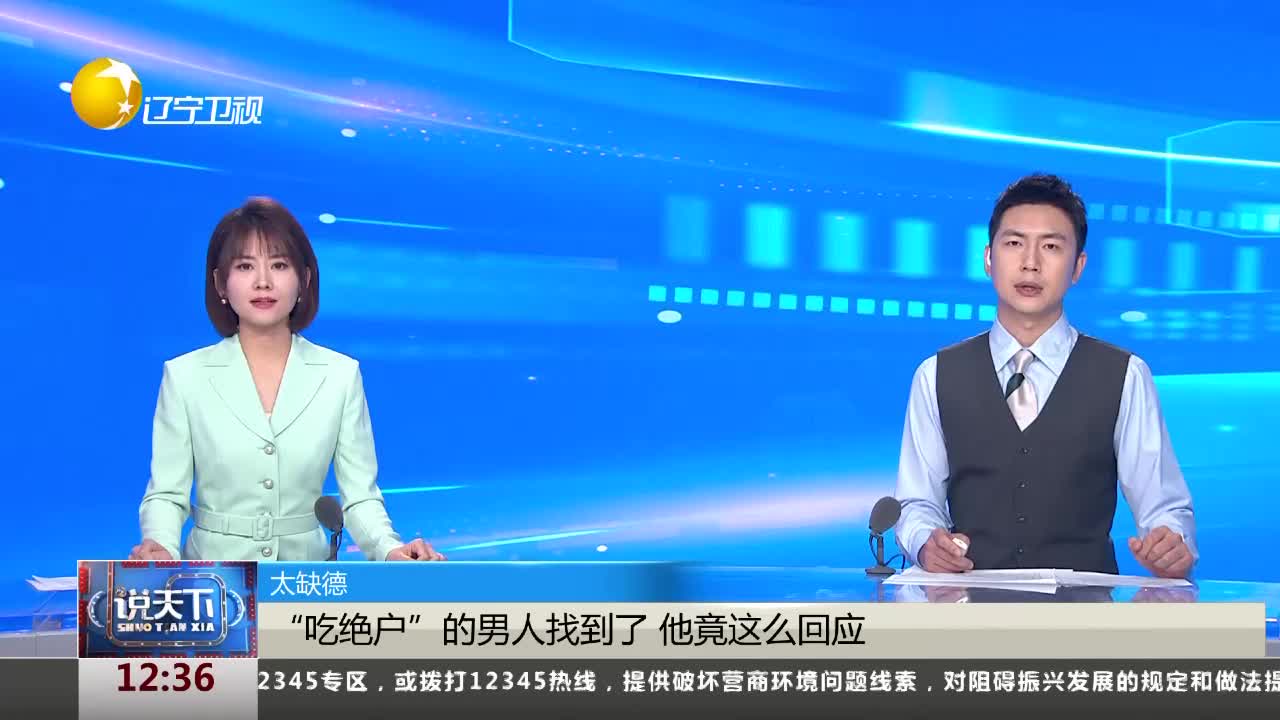 辽宁卫视
太缺德
“吃绝户”的男人找到了 他竟这么回应
说天下
SHUO TIAN XIA
12:36
2345专区，或拨打12345热线，提供破坏营商环境问题线索，对阻碍振兴发展的规定和做法提